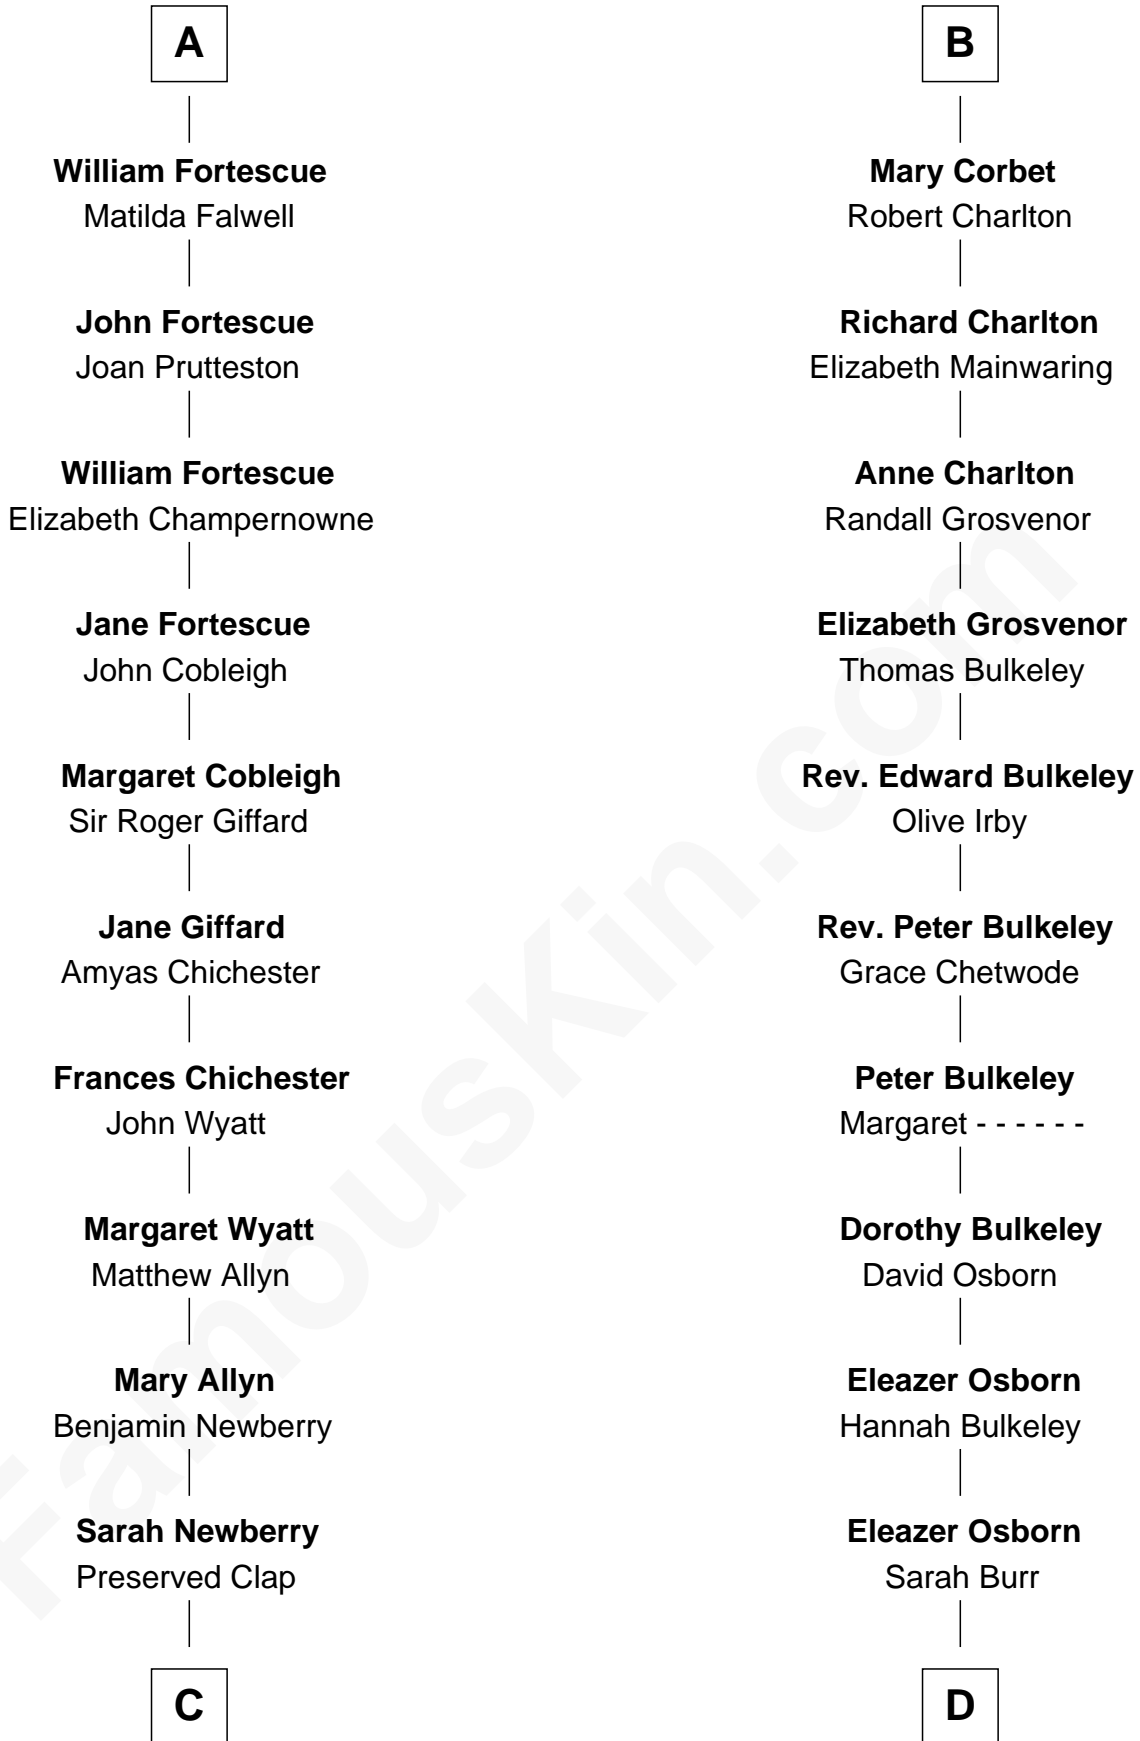 A
William Fortescue
Matilda Falwell
John Fortescue
Joan Prutteston
William Fortescue
Elizabeth Champernowne
Jane Fortescue
John Cobleigh
Margaret Cobleigh
Sir Roger Giffard
Jane Giffard
Amyas Chichester
Frances Chichester
John Wyatt
Margaret Wyatt
Matthew Allyn
Mary Allyn
Benjamin Newberry
Sarah Newberry
Preserved Clap
C
B
Mary Corbet
Robert Charlton
Richard Charlton
Elizabeth Mainwaring
Anne Charlton
Randall Grosvenor
Elizabeth Grosvenor
Thomas Bulkeley
Rev. Edward Bulkeley
Olive Irby
Rev. Peter Bulkeley
Grace Chetwode
Peter Bulkeley
Margaret - - - - - -
Dorothy Bulkeley
David Osborn
Eleazer Osborn
Hannah Bulkeley
Eleazer Osborn
Sarah Burr
D
FamousKin.com